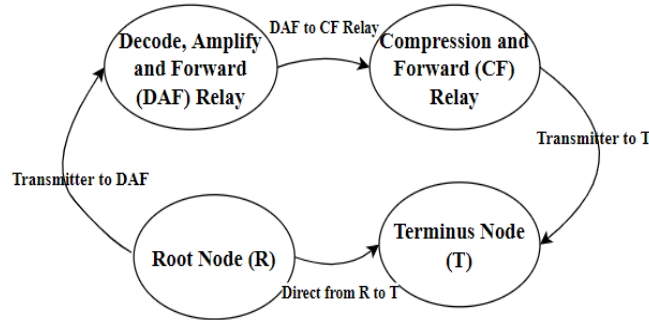 Decode, Amplify
and Forward
(DAF) Relay
DAF to CF Relay
Compression and
Forward (CF)
Relay
Transmitter to DAF
Transmitter to T
Root Node (R)
Direct from R to T
Terminus Node
(T)